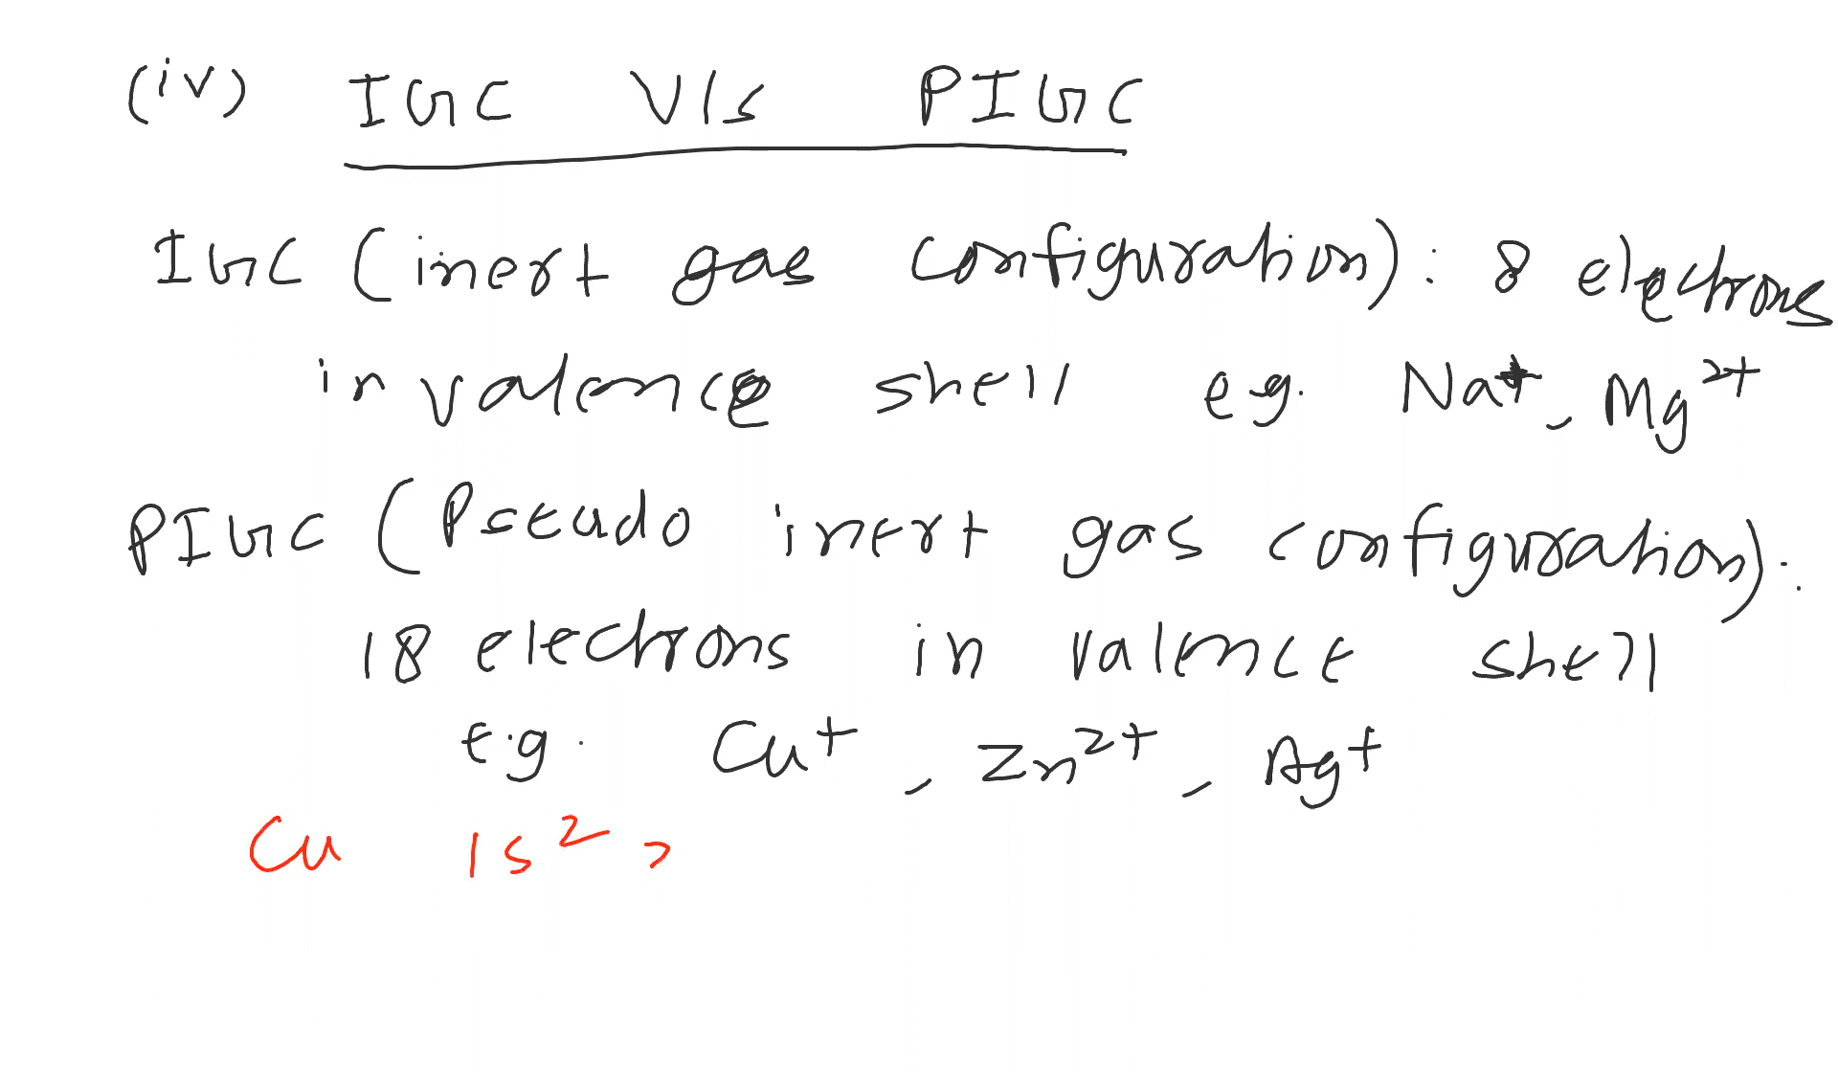 (iv) IGC V/s PIGC
IGC (inert gas configuration): 8 electrons
in valence shell eg. Na+, Mg2+
PIGC (Pseudo inert gas configuration):
18 electrons in valence shell
E.g. Cu+, Zn2+, Ag+
Cu 1s2